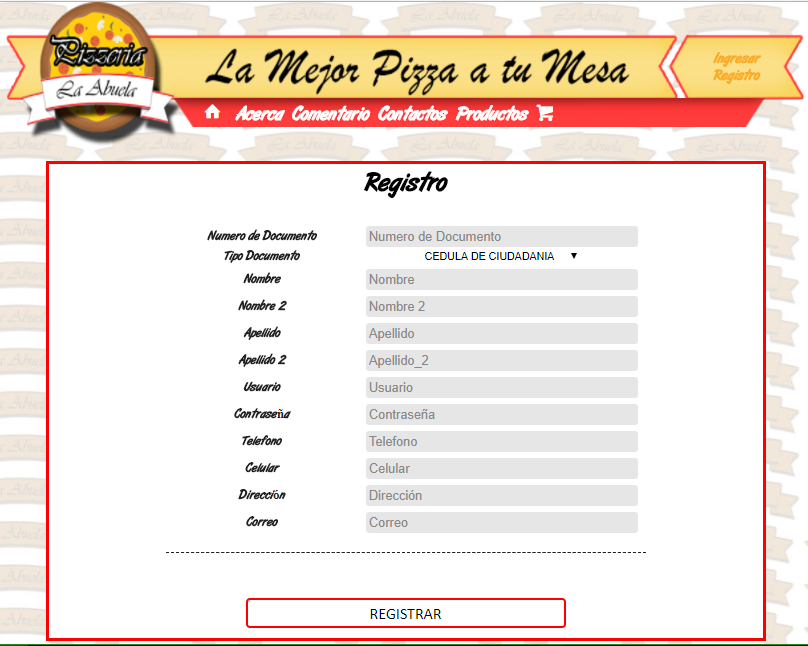 Pizzeria
La Abuela
La Mejor Pizza a tu Mesa
Ingresar
Registro
Acerca Comentario Contactos Productos
Registro
Numero de Documento Numero de Documento
Tipo Documento CEDULA DE CIUDADANIA
Nombre Nombre
Nombre 2 Nombre 2
Apellido Apellido
Apellido 2 Apellido_2
Usuario Usuario
Contraseña Contraseña
Telefono Telefono
Celular Celular
Dirección Dirección
Correo Correo
REGISTRAR